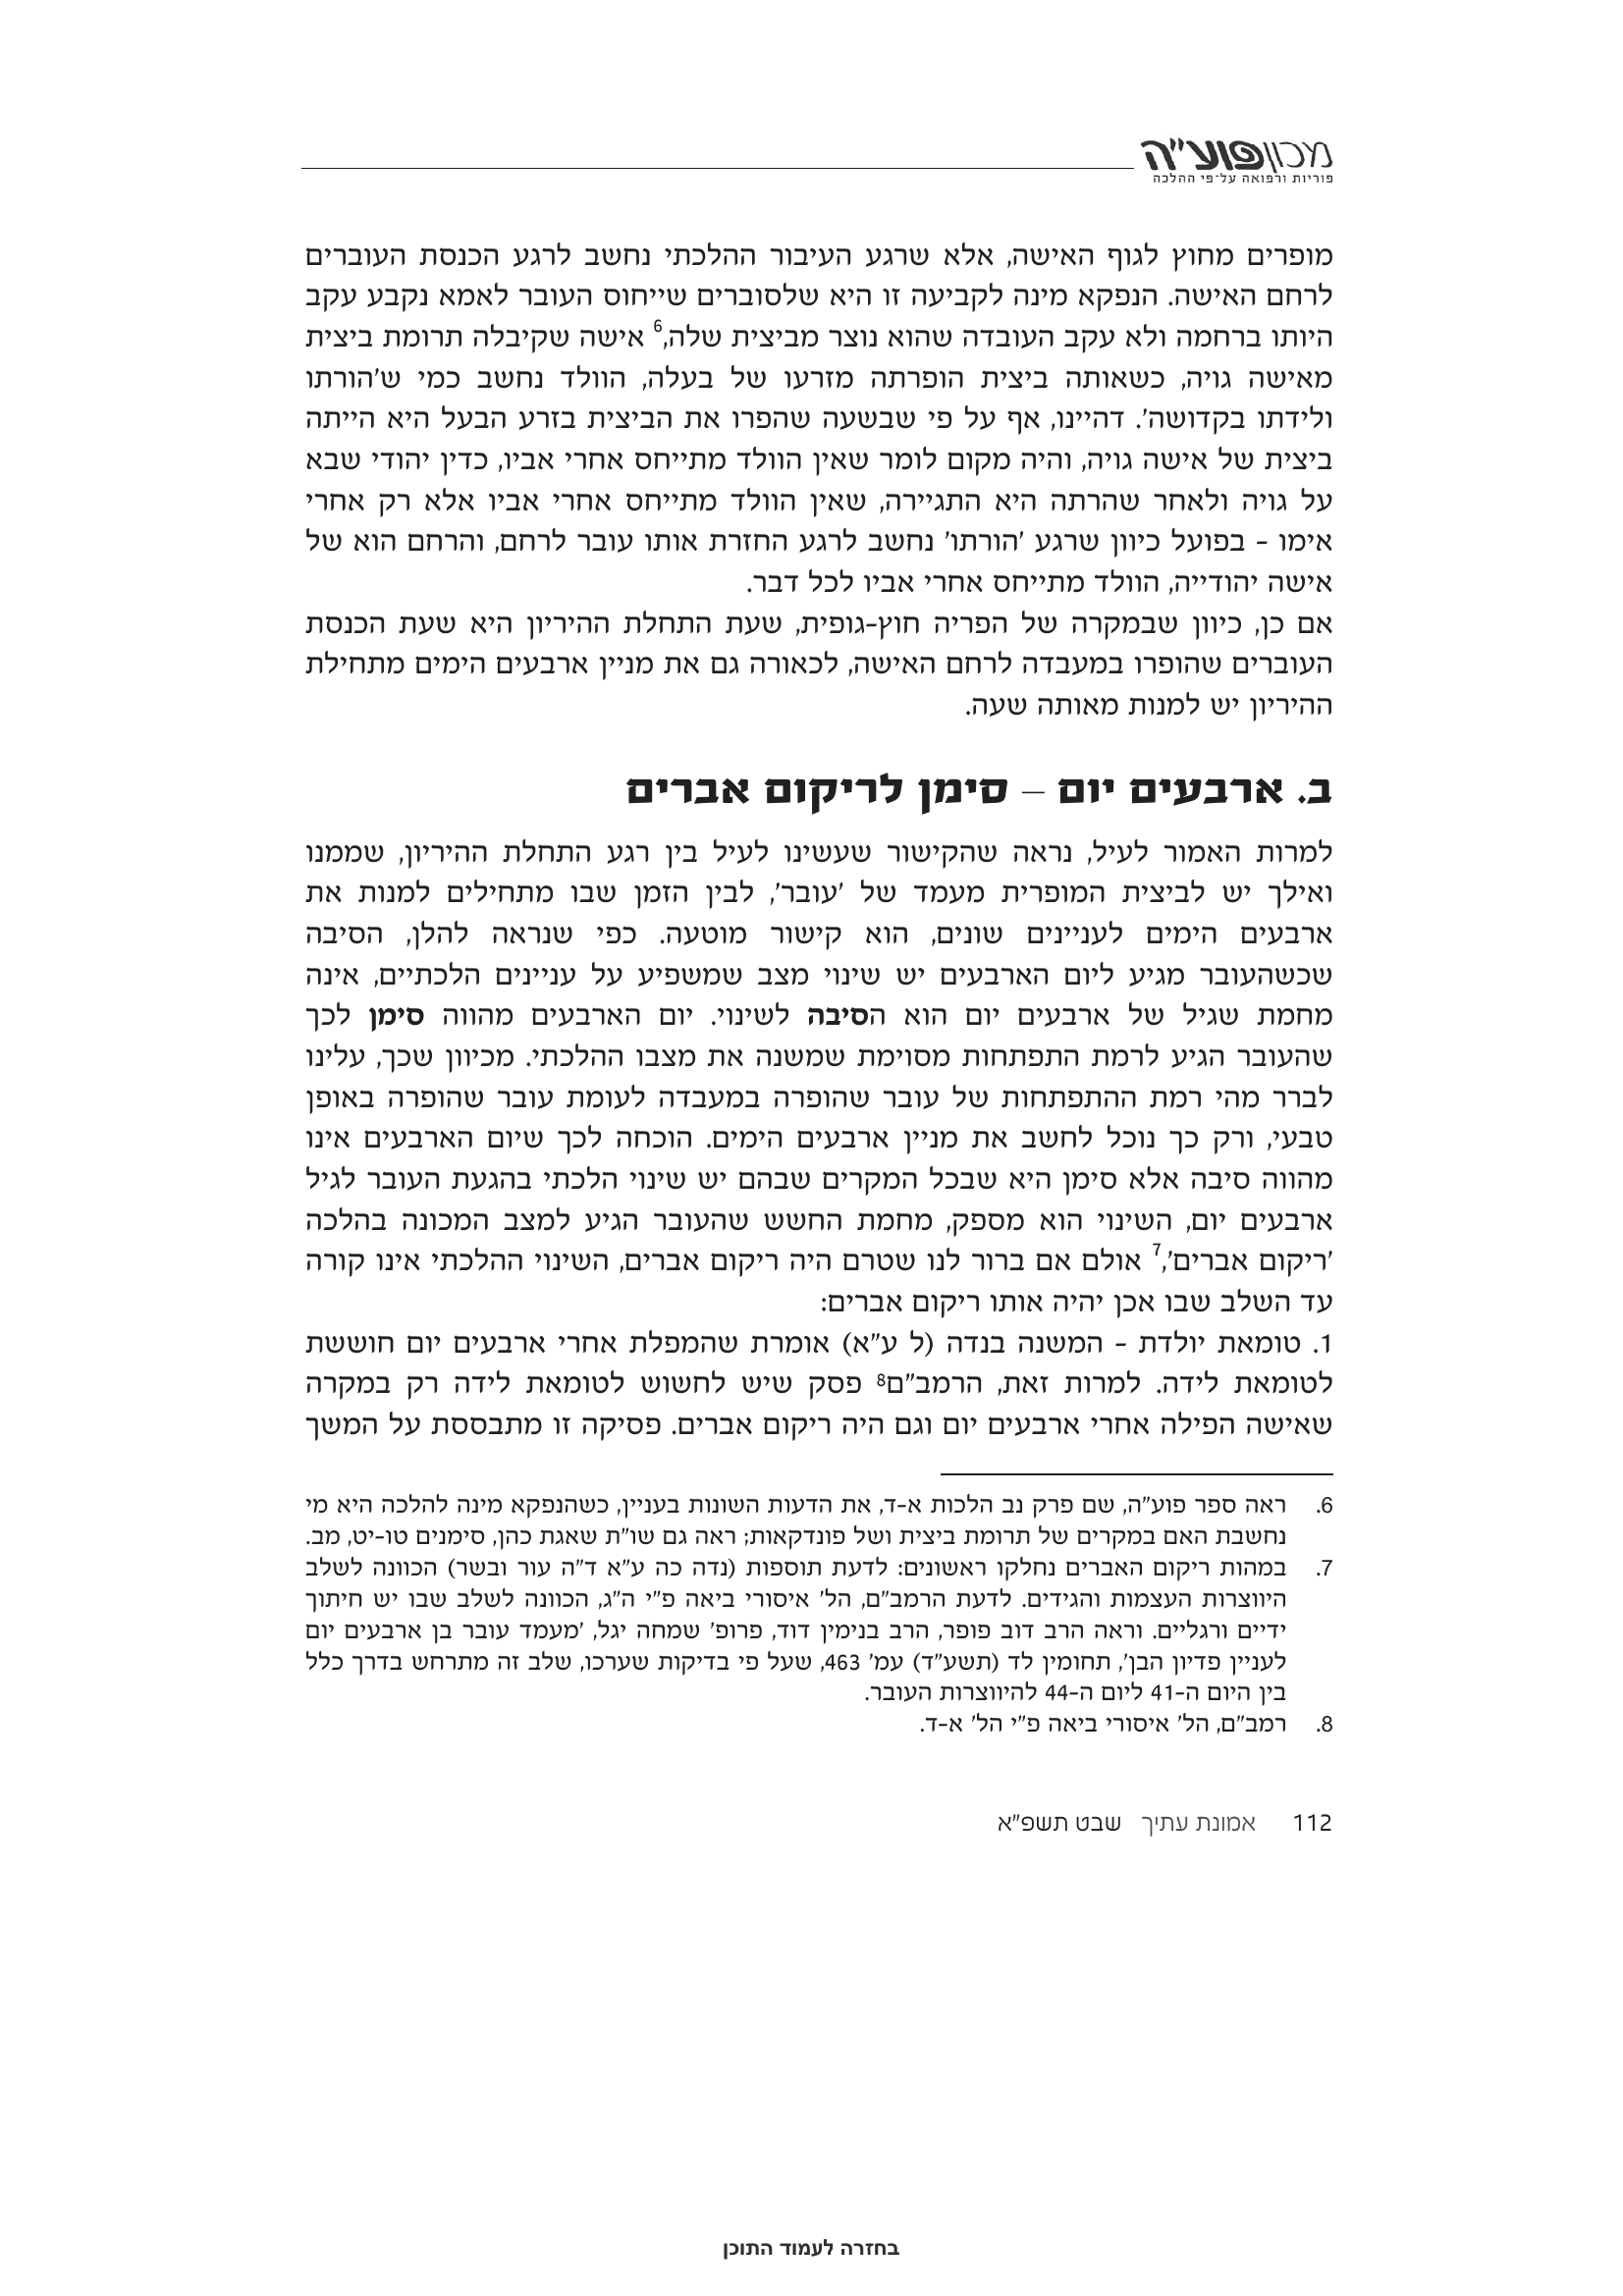 מכון פוע"ה
פוריות ורפואה על־פי ההלכה
מופרים מחוץ לגוף האישה, אלא שרגע העיבור ההלכתי נחשב לרגע הכנסת העוברים
לרחם האישה. הנפקא מינה לקביעה זו היא שלסוברים שייחוס העובר לאמא נקבע עקב
היותו ברחמה ולא עקב העובדה שהוא נוצר מביצית שלה,6 אישה שקיבלה תרומת ביצית
מאישה גויה, כשאותה ביצית הופרתה מזרעו של בעלה, הוולד נחשב כמי ש'הורתו
ולידתו בקדושה'. דהיינו, אף על פי שבשעה שהפרו את הביצית בזרע הבעל היא הייתה
ביצית של אישה גויה, והיה מקום לומר שאין הוולד מתייחס אחרי אביו, כדין יהודי שבא
על גויה ולאחר שהרתה היא התגיירה, שאין הוולד מתייחס אחרי אביו אלא רק אחרי
אימו – בפועל כיוון שרגע 'הורתו' נחשב לרגע החזרת אותו עובר לרחם, והרחם הוא של
אישה יהודייה, הוולד מתייחס אחרי אביו לכל דבר.
אם כן, כיוון שבמקרה של הפריה חוץ-גופית, שעת התחלת ההיריון היא שעת הכנסת
העוברים שהופרו במעבדה לרחם האישה, לכאורה גם את מניין ארבעים הימים מתחילת
ההיריון יש למנות מאותה שעה.
ב. ארבעים יום – סימן לריקום אברים
למרות האמור לעיל, נראה שהקישור שעשינו לעיל בין רגע התחלת ההיריון, שממנו
ואילך יש לביצית המופרית מעמד של 'עובר', לבין הזמן שבו מתחילים למנות את
ארבעים הימים לעניינים שונים, הוא קישור מוטעה. כפי שנראה להלן, הסיבה
שכשהעובר מגיע ליום הארבעים יש שינוי מצב שמשפיע על עניינים הלכתיים, אינה
מחמת שגיל של ארבעים יום הוא הסיבה לשינוי. יום הארבעים מהווה סימן לכך
שהעובר הגיע לרמת התפתחות מסוימת שמשנה את מצבו ההלכתי. מכיוון שכך, עלינו
לברר מהי רמת ההתפתחות של עובר שהופרה במעבדה לעומת עובר שהופרה באופן
טבעי, ורק כך נוכל לחשב את מניין ארבעים הימים. הוכחה לכך שיום הארבעים אינו
מהווה סיבה אלא סימן היא שבכל המקרים שבהם יש שינוי הלכתי בהגעת העובר לגיל
ארבעים יום, השינוי הוא מספק, מחמת החשש שהעובר הגיע למצב המכונה בהלכה
'ריקום אברים',7 אולם אם ברור לנו שטרם היה ריקום אברים, השינוי ההלכתי אינו קורה
עד השלב שבו אכן יהיה אותו ריקום אברים:
1. טומאת יולדת – המשנה בנדה (ל ע"א) אומרת שהמפלת אחרי ארבעים יום חוששת
לטומאת לידה. למרות זאת, הרמב"ם8 פסק שיש לחשוש לטומאת לידה רק במקרה
שאישה הפילה אחרי ארבעים יום וגם היה ריקום אברים. פסיקה זו מתבססת על המשך
6. ראה ספר פוע"ה, שם פרק נב הלכות א-ד, את הדעות השונות בעניין, כשהנפקא מינה להלכה היא מי
נחשבת האם במקרים של תרומת ביצית ושל פונדקאות; ראה גם שו"ת שאגת כהן, סימנים טו-יט, מב.
7. במהות ריקום האברים נחלקו ראשונים: לדעת תוספות (נדה כה ע"א ד"ה עור ובשר) הכוונה לשלב
היווצרות העצמות והגידים. לדעת הרמב"ם, הל' איסורי ביאה פ"י ה"ג, הכוונה לשלב שבו יש חיתוך
ידיים ורגליים. וראה הרב דוב פופר, הרב בנימין דוד, פרופ' שמחה יגל, 'מעמד עובר בן ארבעים יום
לעניין פדיון הבן', תחומין לד (תשע"ד) עמ' 463, שעל פי בדיקות שערכו, שלב זה מתרחש בדרך כלל
בין היום ה-41 ליום ה-44 להיווצרות העובר.
8. רמב"ם, הל' איסורי ביאה פ"י הל' א-ד.
112 אמונת עתיך שבט תשפ"א
בחזרה לעמוד התוכן